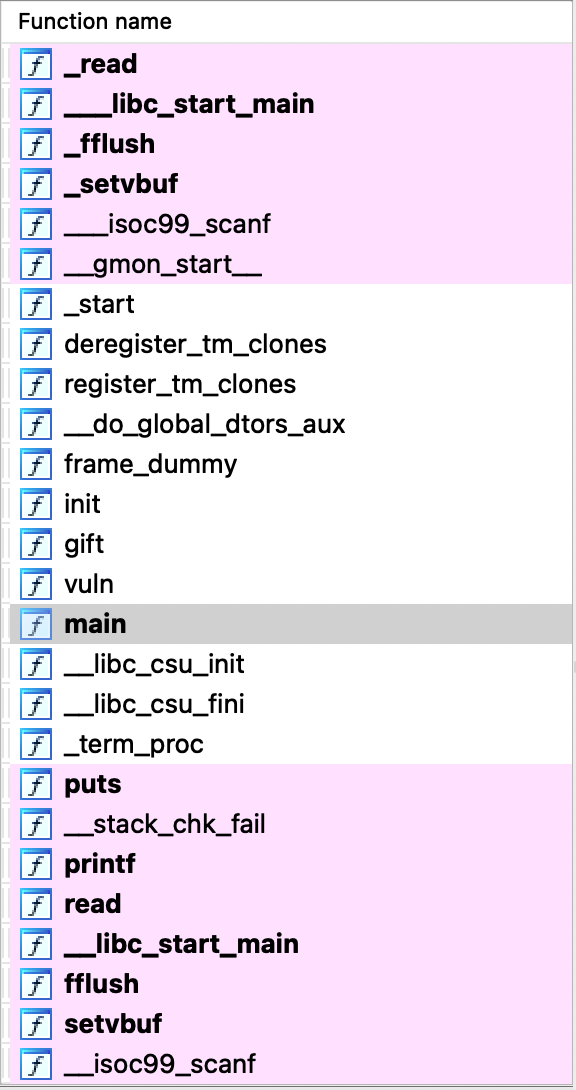 Function name
_read
___libc_start_main
_fflush
_setvbuf
___isoc99_scanf
__gmon_start__
_start
deregister_tm_clones
register_tm_clones
__do_global_dtors_aux
frame_dummy
init
gift
vuln
main
__libc_csu_init
__libc_csu_fini
_term_proc
puts
__stack_chk_fail
printf
read
__libc_start_main
fflush
setvbuf
__isoc99_scanf